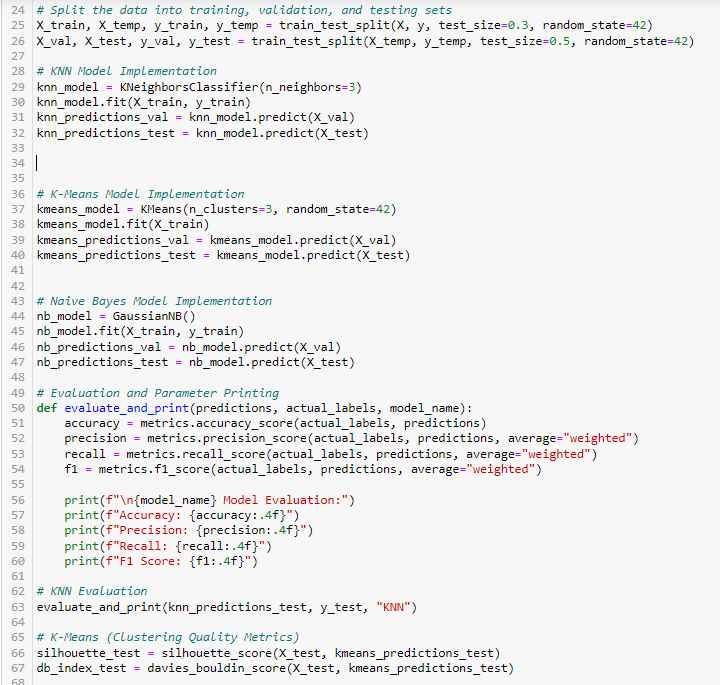 24 # Split the data into training, validation, and testing sets
25 X_train, X_temp, y_train, y_temp = train_test_split(X, y, test_size=0.3, random_state=42)
26 X_val, X_test, y_val, y_test = train_test_split(X_temp, y_temp, test_size=0.5, random_state=42)
27
28 # KNN Model Implementation
29 knn_model = KNeighborsClassifier(n_neighbors=3)
30 knn_model.fit(X_train, y_train)
31 knn_predictions_val = knn_model.predict(X_val)
32 knn_predictions_test = knn_model.predict(X_test)
33
34
35
36 # K-Means Model Implementation
37 kmeans_model = KMeans(n_clusters=3, random_state=42)
38 kmeans_model.fit(X_train)
39 kmeans_predictions_val = kmeans_model.predict(X_val)
40 kmeans_predictions_test = kmeans_model.predict(X_test)
41
42
43 # Naive Bayes Model Implementation
44 nb_model = GaussianNB()
45 nb_model.fit(X_train, y_train)
46 nb_predictions_val = nb_model.predict(X_val)
47 nb_predictions_test = nb_model.predict(X_test)
48
49 # Evaluation and Parameter Printing
50 def evaluate_and_print(predictions, actual_labels, model_name):
51     accuracy = metrics.accuracy_score(actual_labels, predictions)
52     precision = metrics.precision_score(actual_labels, predictions, average="weighted")
53     recall = metrics.recall_score(actual_labels, predictions, average="weighted")
54     f1 = metrics.f1_score(actual_labels, predictions, average="weighted")
55
56     print(f"\n{model_name} Model Evaluation:")
57     print(f"Accuracy: {accuracy:.4f}")
58     print(f"Precision: {precision:.4f}")
59     print(f"Recall: {recall:.4f}")
60     print(f"F1 Score: {f1:.4f}")
61
62 # KNN Evaluation
63 evaluate_and_print(knn_predictions_test, y_test, "KNN")
64
65 # K-Means (Clustering Quality Metrics)
66 silhouette_test = silhouette_score(X_test, kmeans_predictions_test)
67 db_index_test = davies_bouldin_score(X_test, kmeans_predictions_test)
68